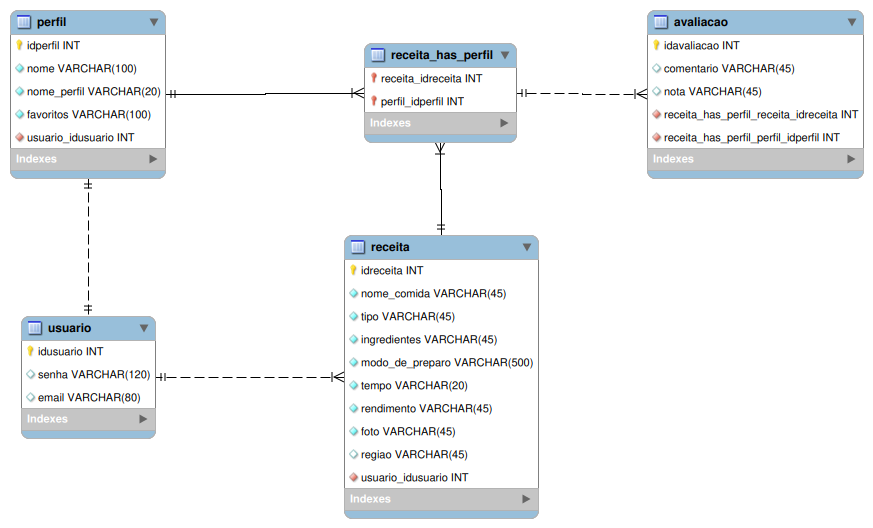 perfil
idperfil INT
nome VARCHAR(100)
nome_perfil VARCHAR(20)
favoritos VARCHAR(100)
usuario_idusuario INT
Indexes
receita_has_perfil
receita_idreceita INT
perfil_idperfil INT
Indexes
avaliacao
idavaliacao INT
comentario VARCHAR(45)
nota VARCHAR(45)
receita_has_perfil_receita_idreceita INT
receita_has_perfil_perfil_idperfil INT
Indexes
usuario
idusuario INT
senha VARCHAR(120)
email VARCHAR(80)
Indexes
receita
idreceita INT
nome_comida VARCHAR(45)
tipo VARCHAR(45)
ingredientes VARCHAR(45)
modo_de_preparo VARCHAR(500)
tempo VARCHAR(20)
rendimento VARCHAR(45)
foto VARCHAR(45)
regiao VARCHAR(45)
usuario_idusuario INT
Indexes